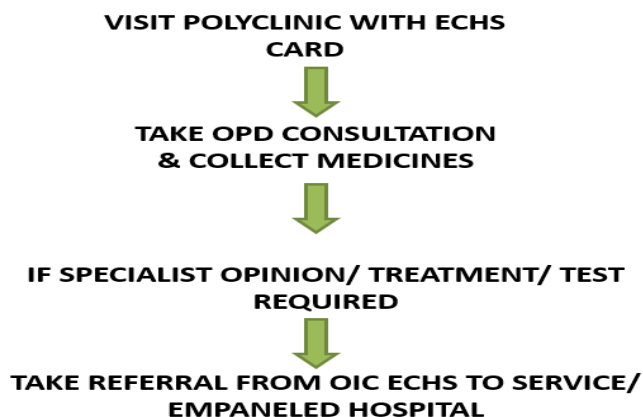 VISIT POLYCLINIC WITH ECHS
CARD
TAKE OPD CONSULTATION
& COLLECT MEDICINES
IF SPECIALIST OPINION/ TREATMENT/ TEST
REQUIRED
TAKE REFERRAL FROM OIC ECHS TO SERVICE/
EMPANELED HOSPITAL